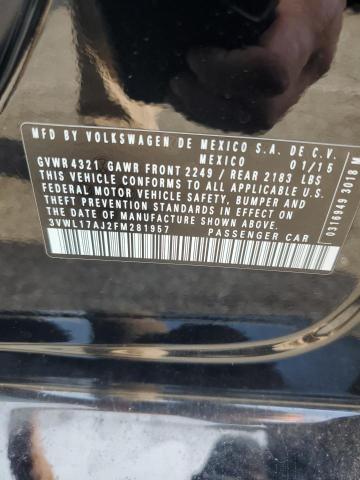 MFD BY VOLKSWAGEN DE MEXICO S.A. DE C.V.
MEXICO 01/15
GVWR 4321 GAWR FRONT 2249 / REAR 2183 LBS
THIS VEHICLE CONFORMS TO ALL APPLICABLE U.S.
FEDERAL MOTOR VEHICLE SAFETY, BUMPER AND
THEFT PREVENTION STANDARDS IN EFFECT ON
THE DATE OF MANUFACTURE SHOWN ABOVE.
3VWL17AJ2FM281957 PASSENGER CAR
0316949 3018 M